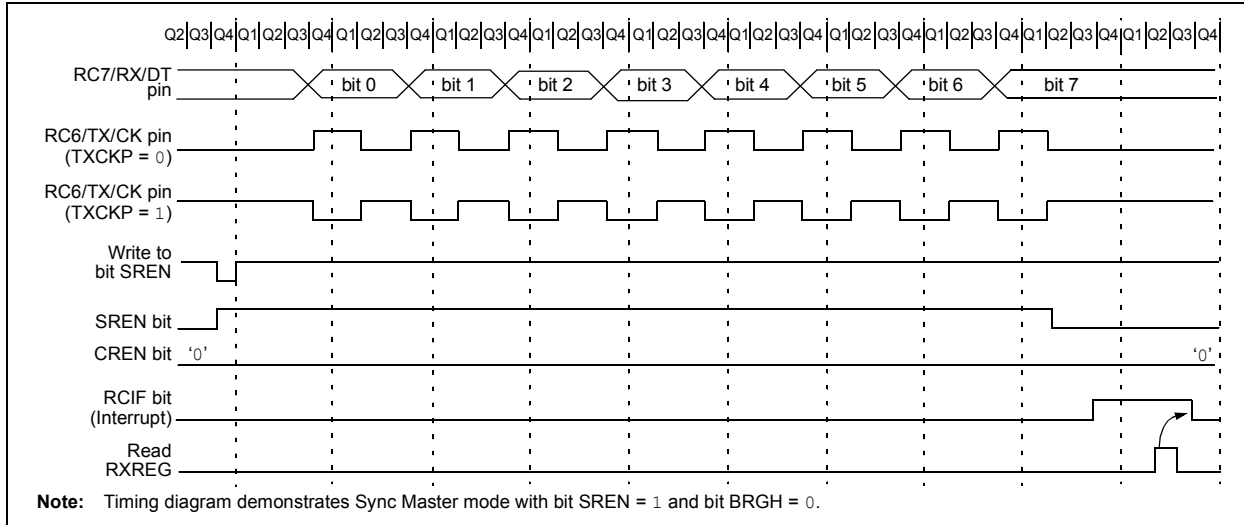 Q2 Q3 Q4 Q1 Q2 Q3 Q4 Q1 Q2 Q3 Q4 Q1 Q2 Q3 Q4 Q1 Q2 Q3 Q4 Q1 Q2 Q3 Q4 Q1 Q2 Q3 Q4 Q1 Q2 Q3 Q4 Q1 Q2 Q3 Q4 Q1 Q2 Q3 Q4 Q1 Q2 Q3 Q4
RC7/RX/DT
pin
bit 0 bit 1 bit 2 bit 3 bit 4 bit 5 bit 6 bit 7
RC6/TX/CK pin
(TXCKP = 0)
RC6/TX/CK pin
(TXCKP = 1)
Write to
bit SREN
SREN bit
CREN bit ‘0’ ‘0’
RCIF bit
(Interrupt)
Read
RXREG
Note: Timing diagram demonstrates Sync Master mode with bit SREN = 1 and bit BRGH = 0.